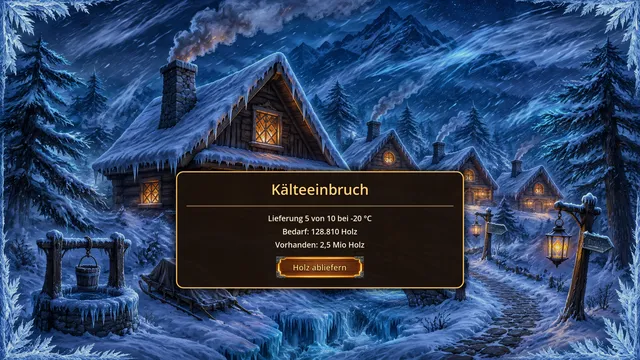 Kälteeinbruch
Lieferung 5 von 10 bei -20 °C
Bedarf: 128.810 Holz
Vorhanden: 2,5 Mio Holz
Holz abliefern